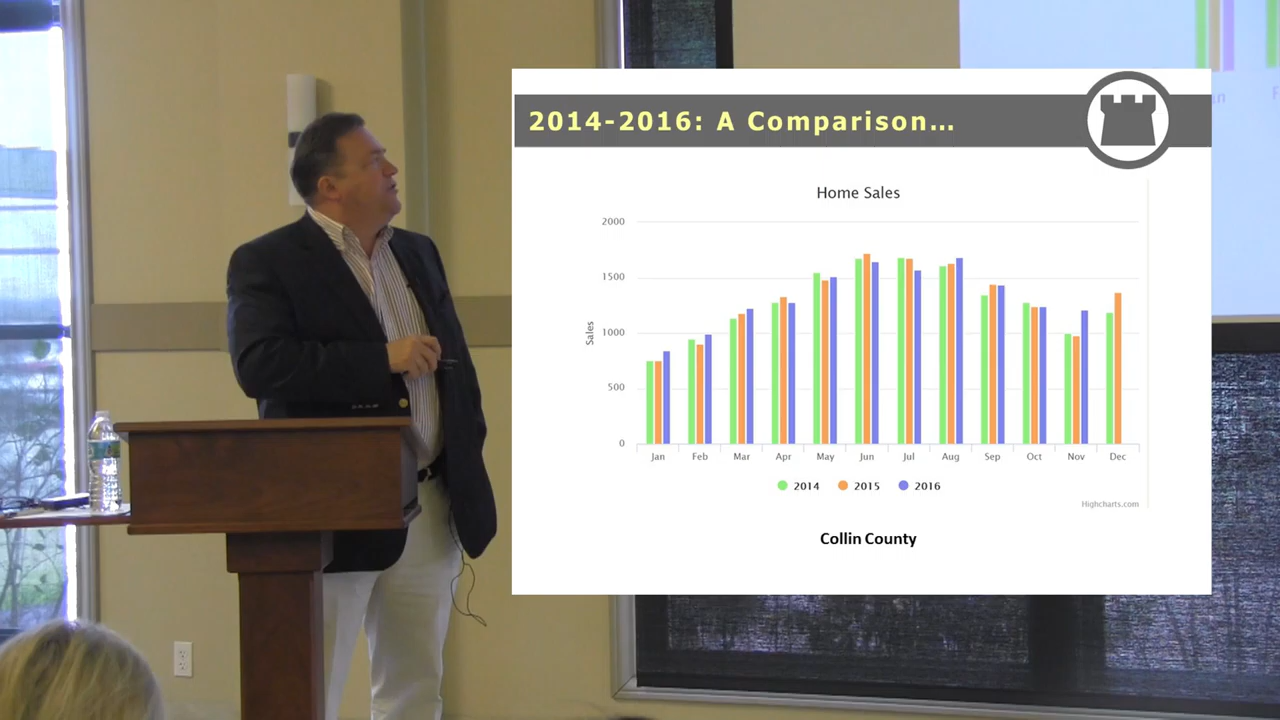 2014-2016: A Comparison...
Home Sales
2000
1500
1000
500
0
Sales
Jan Feb Mar Apr May Jun Jul Aug Sep Oct Nov Dec
2014 2015 2016
Highcharts.com
Collin County